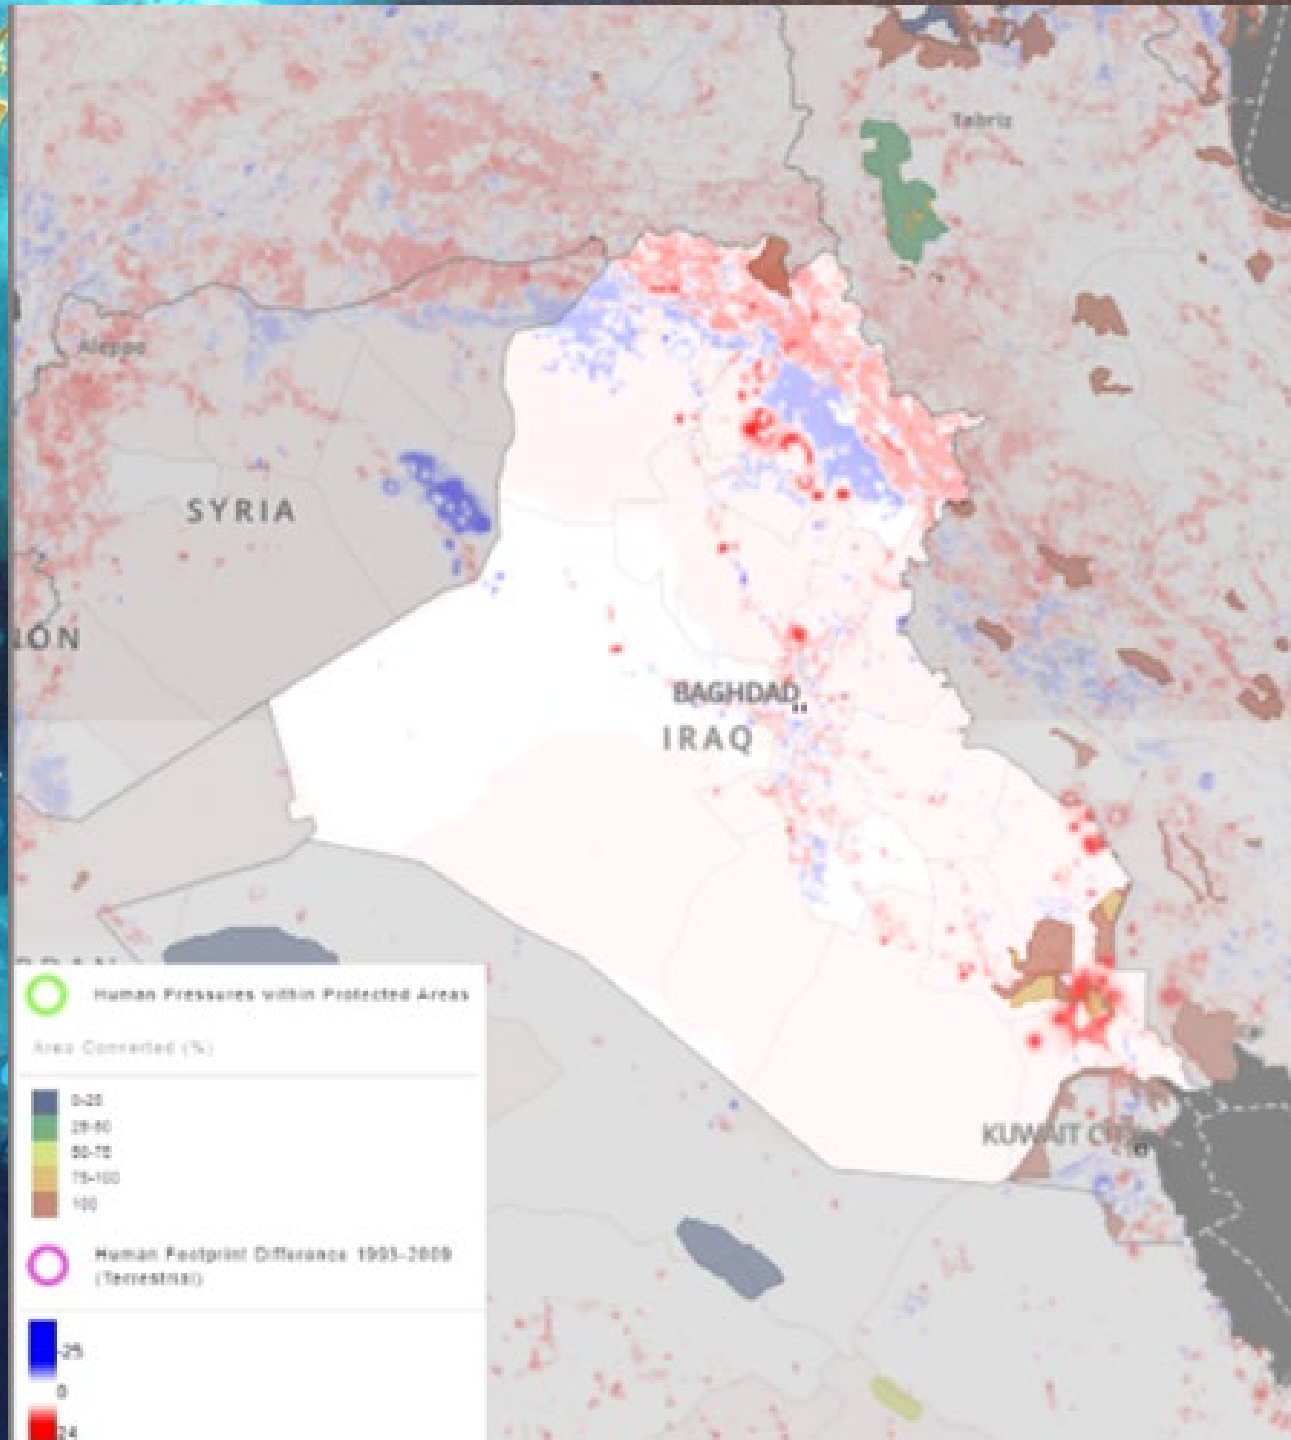 Tabriz
Aleppo
SYRIA
NON
BAGHDAD
IRAQ
Human Pressures within Protected Areas
Area Converted (%)
0-25
25-50
50-75
75-100
100
KUWAIT CITY
Human Footprint Difference 1993-2009
(Terrestrial)
-25
0
24